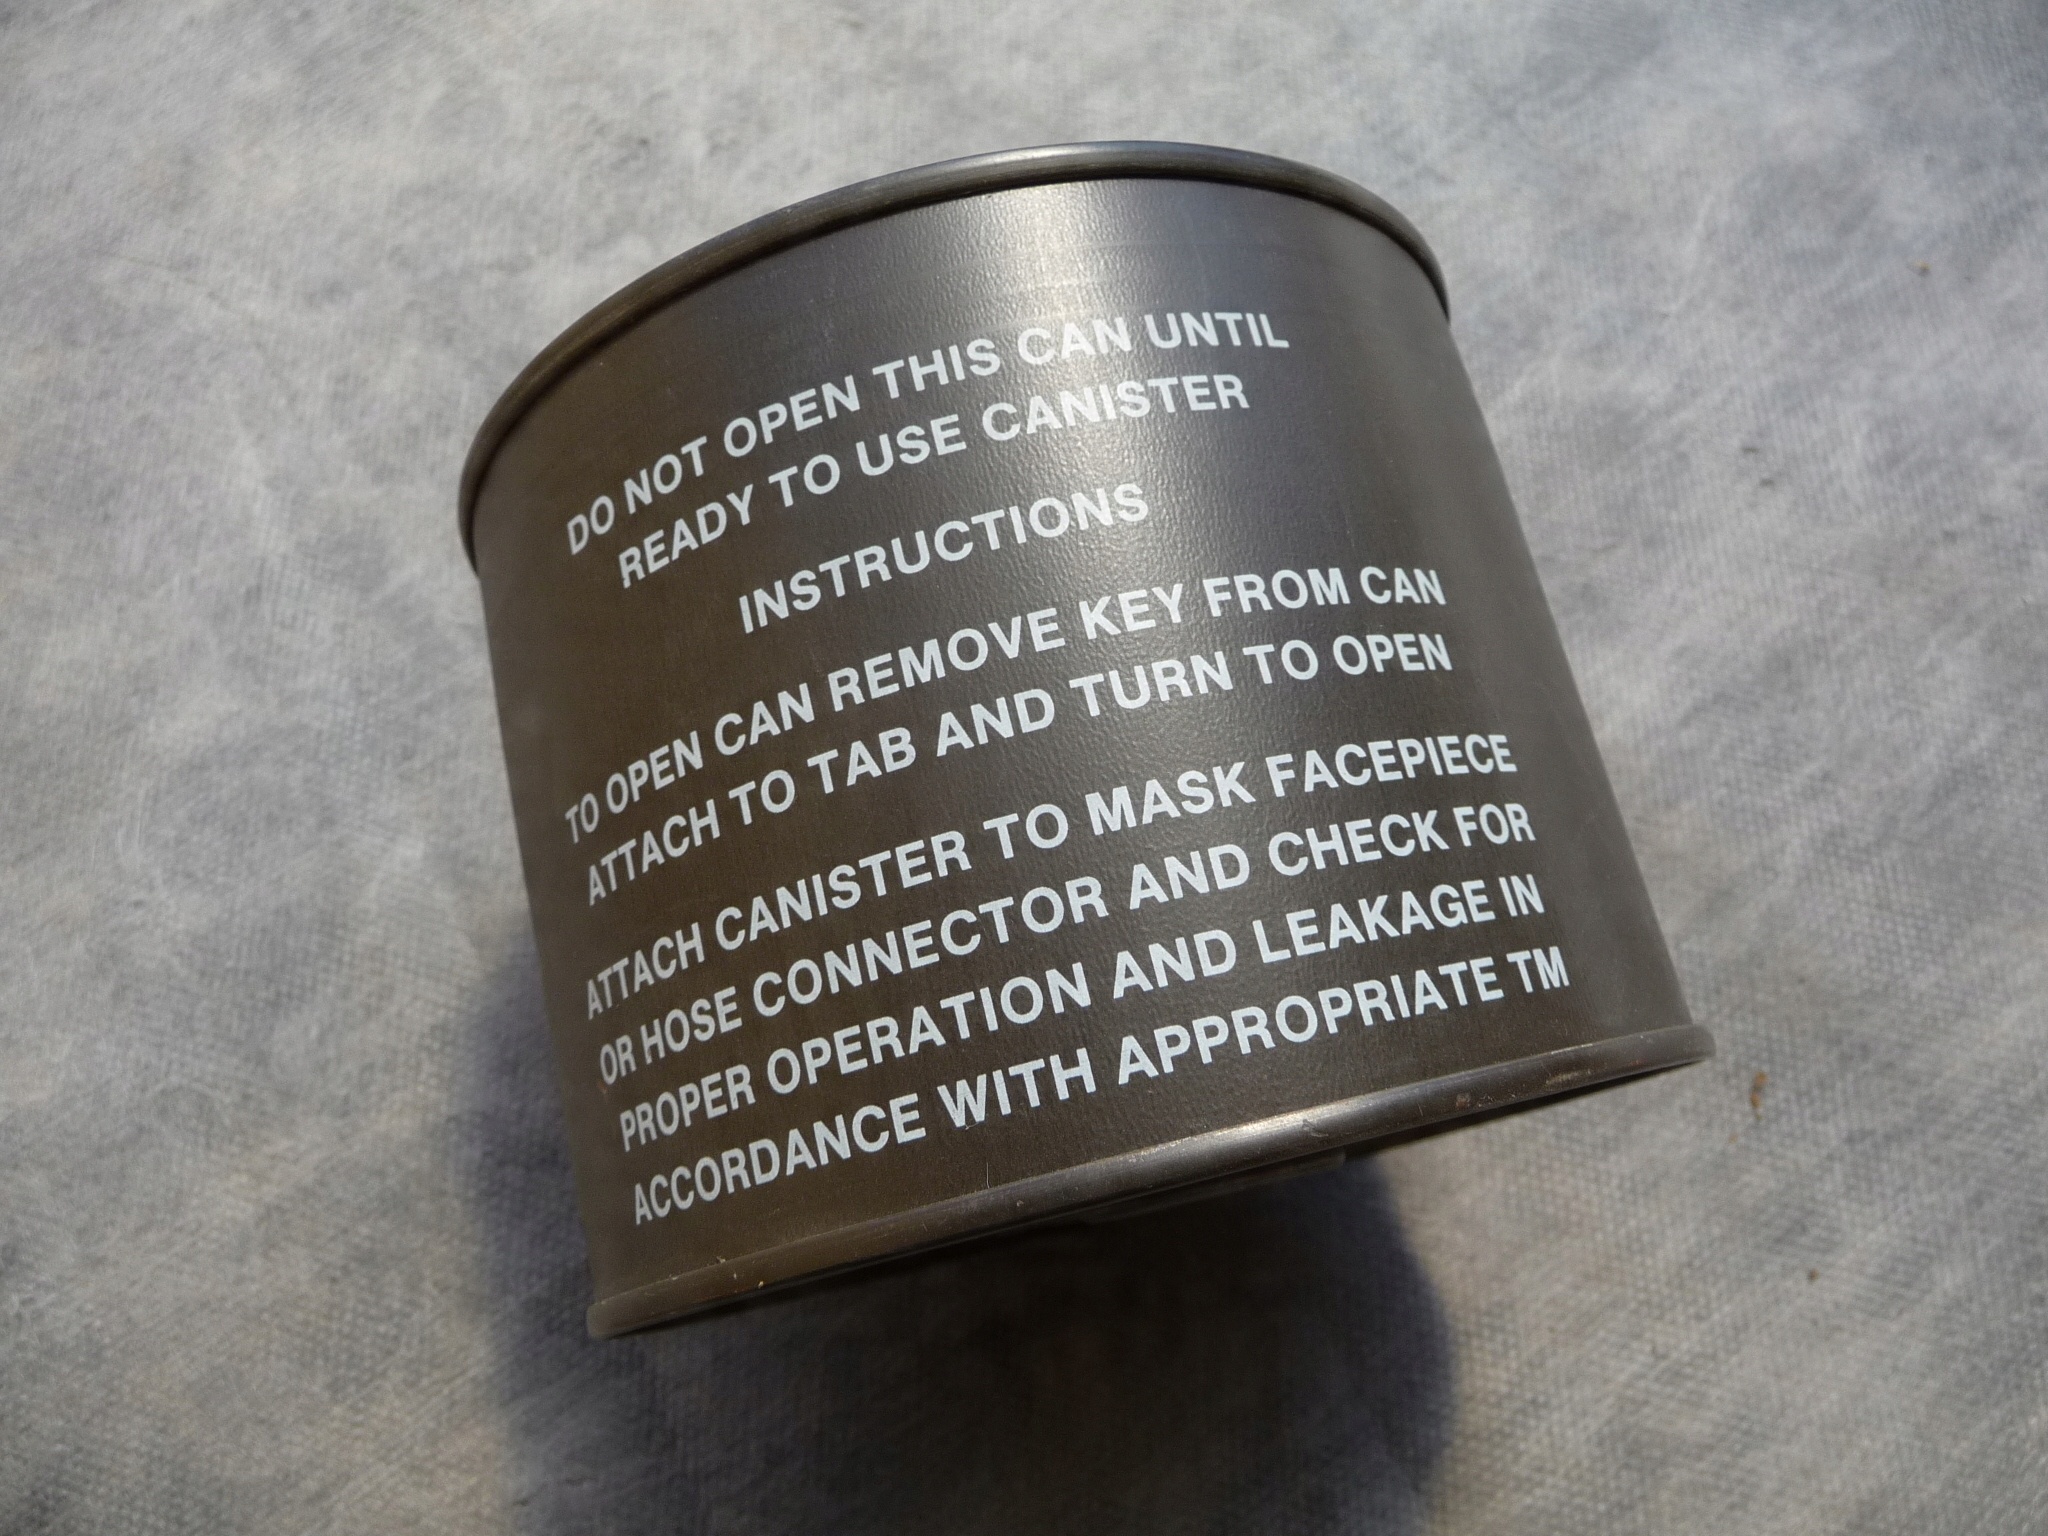 DO NOT OPEN THIS CAN UNTIL
READY TO USE CANISTER
INSTRUCTIONS
TO OPEN CAN REMOVE KEY FROM CAN
ATTACH TO TAB AND TURN TO OPEN
ATTACH CANISTER TO MASK FACEPIECE
OR HOSE CONNECTOR AND CHECK FOR
PROPER OPERATION AND LEAKAGE IN
ACCORDANCE WITH APPROPRIATE TM